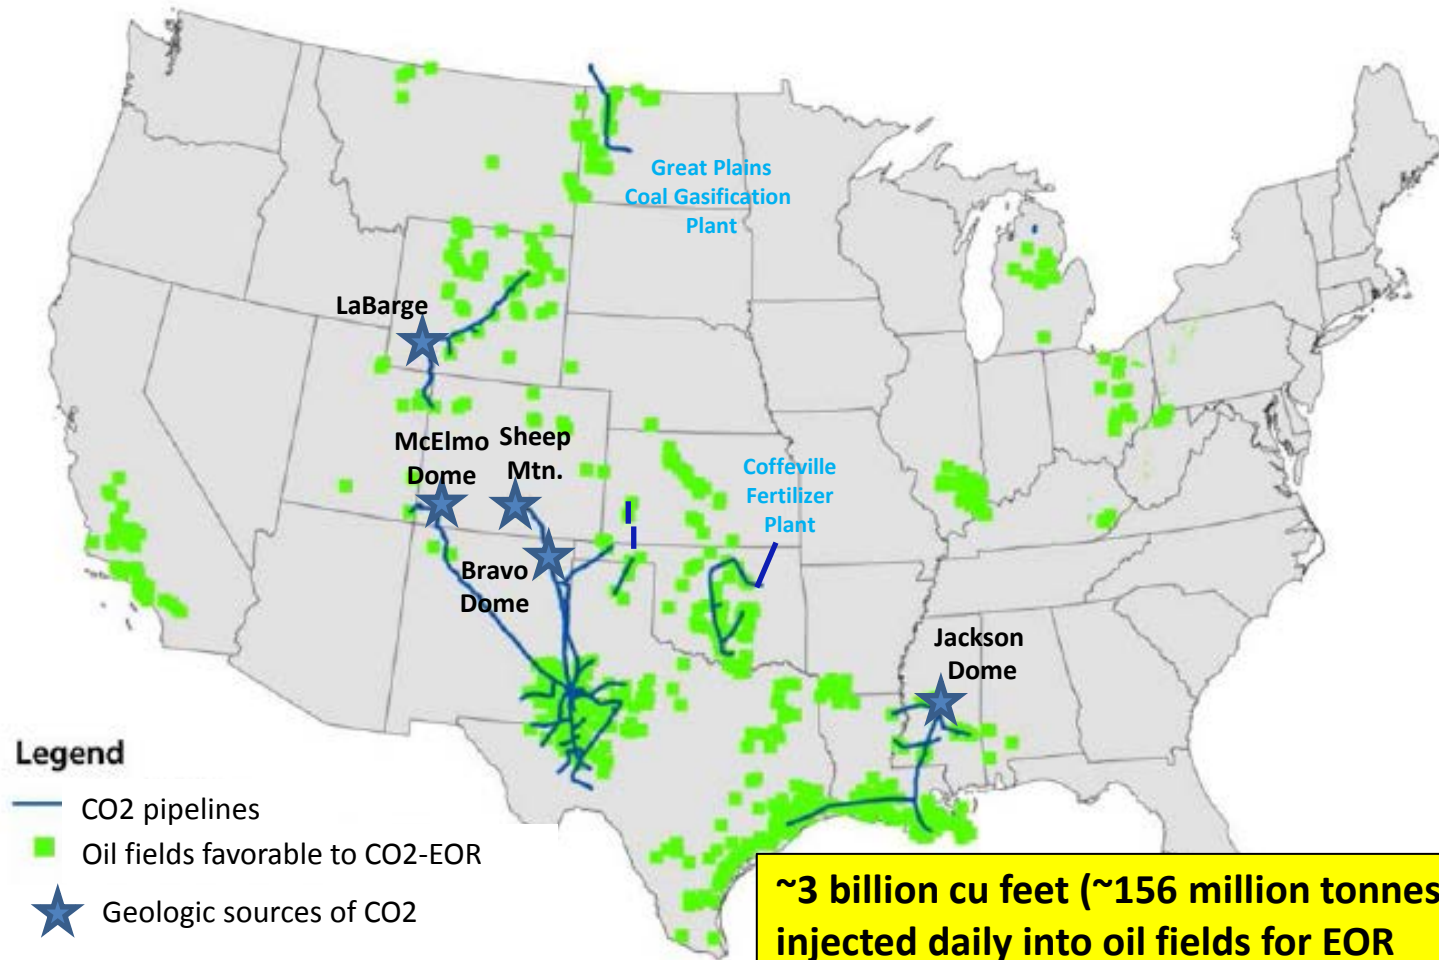 Great Plains
Coal Gasification
Plant
LaBarge
McElmo
Dome
Sheep
Mtn.
Coffeville
Fertilizer
Plant
Bravo
Dome
Jackson
Dome
Legend
CO2 pipelines
Oil fields favorable to CO2-EOR
Geologic sources of CO2
~3 billion cu feet (~156 million tonnes
injected daily into oil fields for EOR